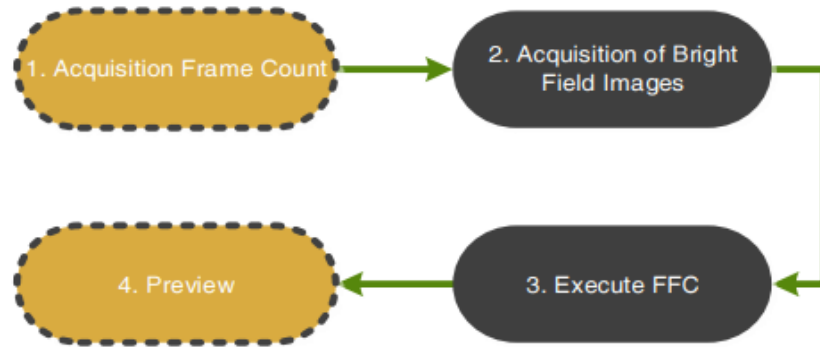 1. Acquisition Frame Count
2. Acquisition of Bright
Field Images
3. Execute FFC
4. Preview